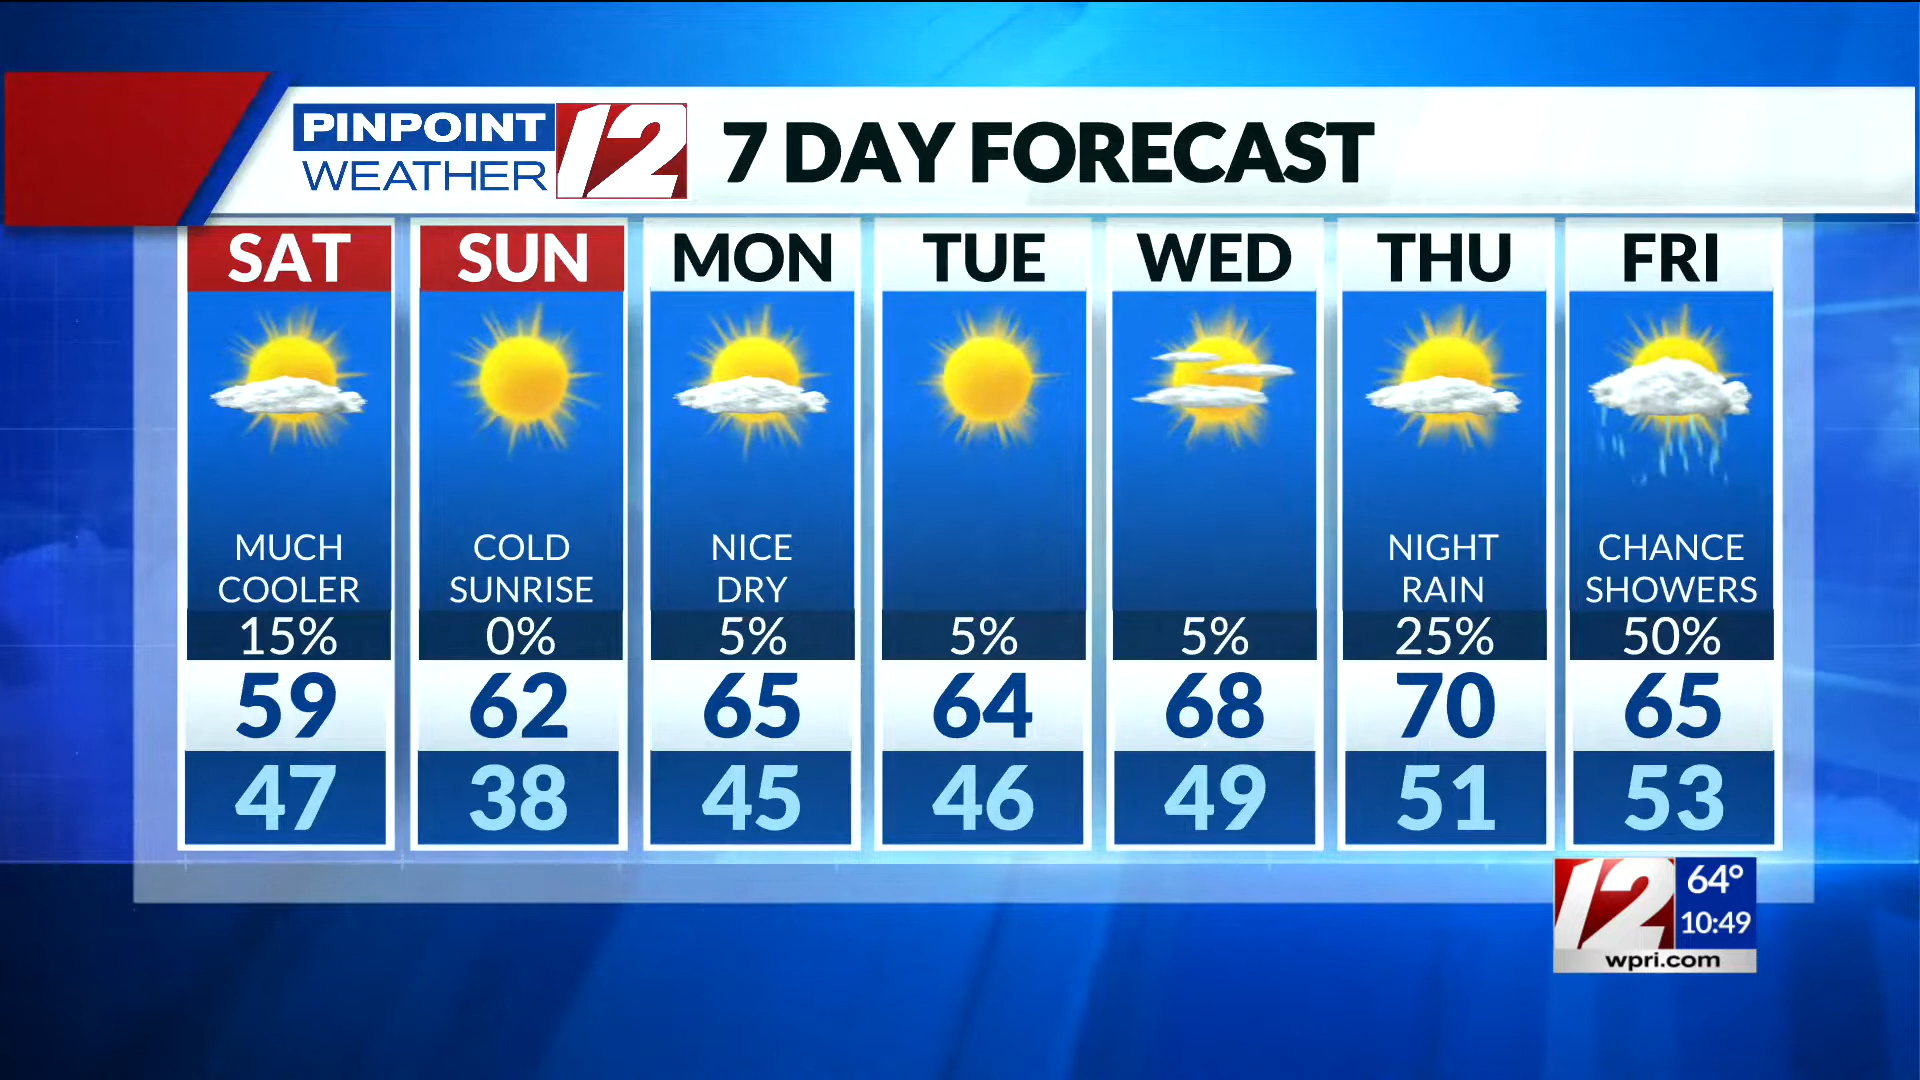 PINPOINT
WEATHER 12
7 DAY FORECAST
SAT SUN MON TUE WED THU FRI
MUCH COLD NICE NIGHT CHANCE
COOLER SUNRISE DRY RAIN SHOWERS
15% 0% 5% 5% 5% 25% 50%
59 62 65 64 68 70 65
47 38 45 46 49 51 53
12 64°
10:49
wpri.com